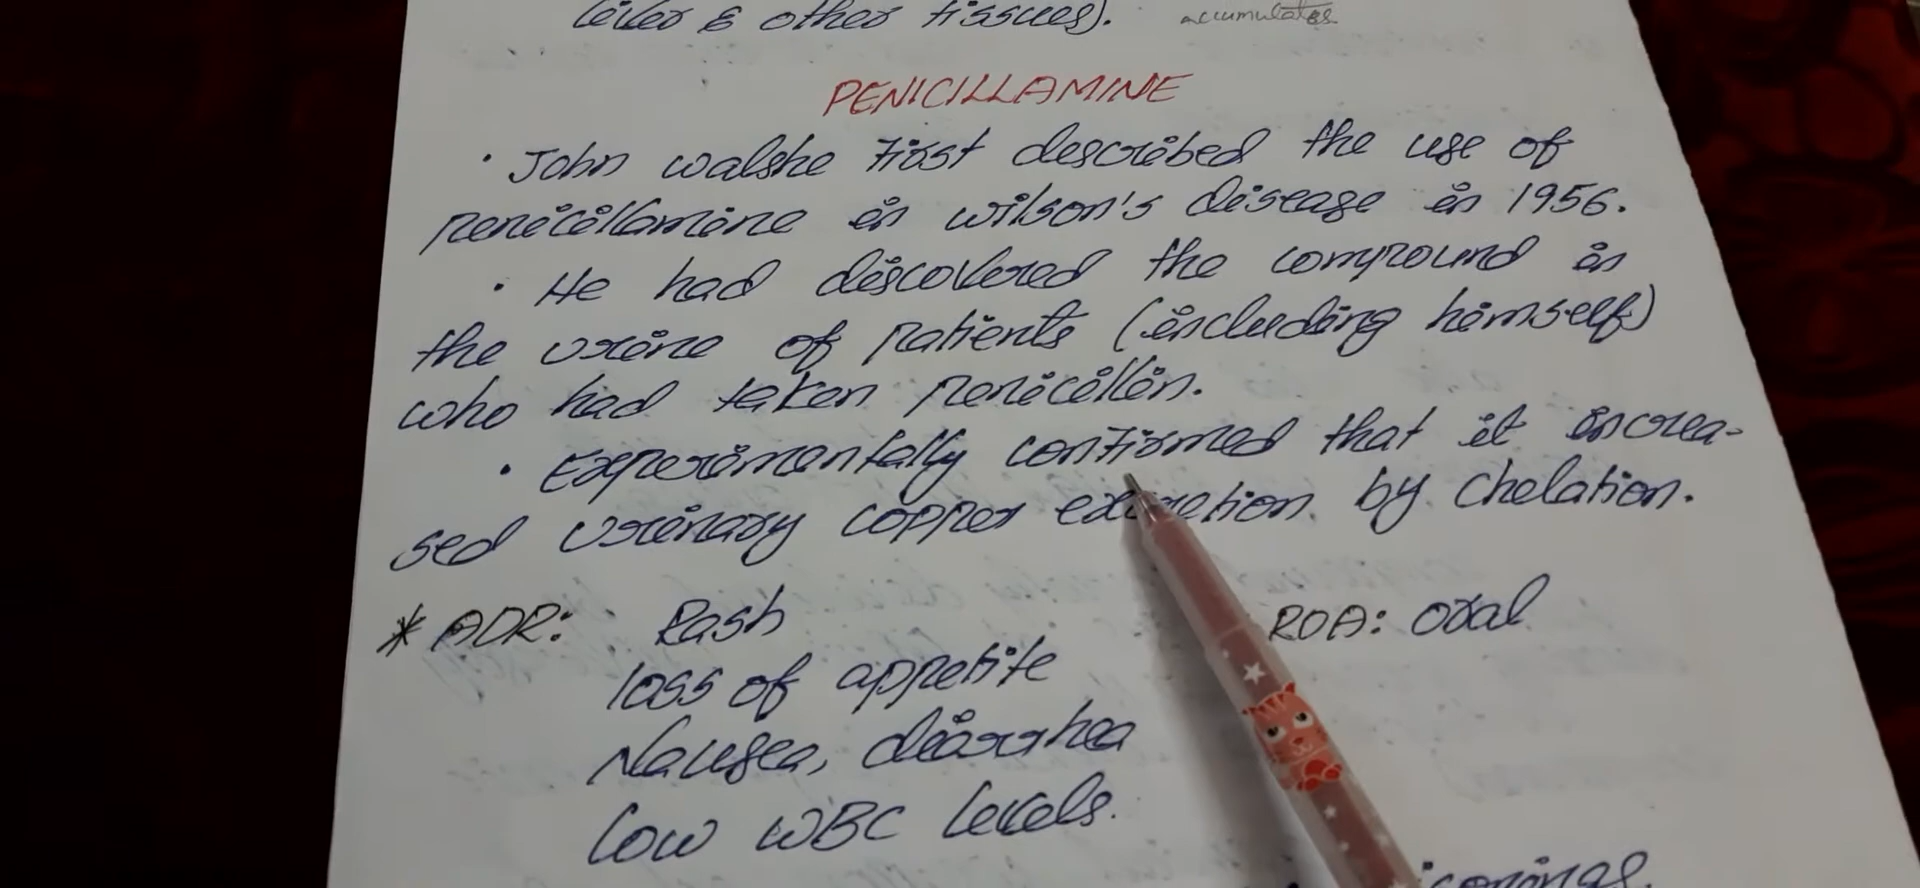 liver & other tissues).
accumulates
PENICILLAMINE
· John walshe first described the use of
penicillamine in wilson's disease in 1956.
· He had discovered the compound in
the urine of patients (including himself)
who had taken penicillin.
· Experimentally confirmed that it increa-
sed urinary copper excretion by chelation.
* ADR: Rash
ROA: oral
loss of appetite
Nausea, diarrhea
low WBC levels.